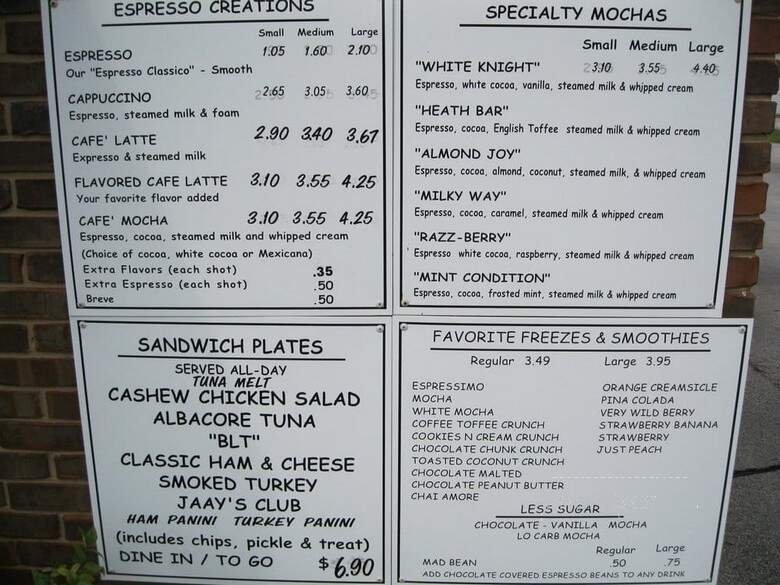 ESPRESSO CREATIONS
Small Medium Large
ESPRESSO 1.05 1.60 2.10
Our "Espresso Classico" - Smooth
CAPPUCCINO 2.65 3.05 3.60
Espresso, steamed milk & foam
CAFE' LATTE 2.90 3.40 3.67
Expresso & steamed milk
FLAVORED CAFE LATTE 3.10 3.55 4.25
Your favorite flavor added
CAFE' MOCHA 3.10 3.55 4.25
Espresso, cocoa, steamed milk and whipped cream
(Choice of cocoa, white cocoa or Mexicana)
Extra Flavors (each shot) .35
Extra Espresso (each shot) .50
Breve .50
SPECIALTY MOCHAS
Small Medium Large
"WHITE KNIGHT" 3.10 3.55 4.40
Espresso, white cocoa, vanilla, steamed milk & whipped cream
"HEATH BAR"
Espresso, cocoa, English Toffee steamed milk & whipped cream
"ALMOND JOY"
Espresso, cocoa, almond, coconut, steamed milk, & whipped cream
"MILKY WAY"
Espresso, cocoa, caramel, steamed milk & whipped cream
"RAZZ-BERRY"
Espresso white cocoa, raspberry, steamed milk & whipped cream
"MINT CONDITION"
Espresso, cocoa, frosted mint, steamed milk & whipped cream
SANDWICH PLATES
SERVED ALL-DAY
TUNA MELT
CASHEW CHICKEN SALAD
ALBACORE TUNA
"BLT"
CLASSIC HAM & CHEESE
SMOKED TURKEY
JAAY'S CLUB
HAM PANINI TURKEY PANINI
(includes chips, pickle & treat)
DINE IN / TO GO $6.90
FAVORITE FREEZES & SMOOTHIES
Regular 3.49 Large 3.95
ESPRESSIMO
MOCHA
WHITE MOCHA
COFFEE TOFFEE CRUNCH
COOKIES N CREAM CRUNCH
CHOCOLATE CHUNK CRUNCH
TOASTED COCONUT CRUNCH
CHOCOLATE MALTED
CHOCOLATE PEANUT BUTTER
CHAI AMORE
ORANGE CREAMSICLE
PINA COLADA
VERY WILD BERRY
STRAWBERRY BANANA
STRAWBERRY
JUST PEACH
LESS SUGAR
CHOCOLATE - VANILLA MOCHA
LO CARB MOCHA
Regular Large
MAD BEAN .50 .75
ADD CHOCOLATE COVERED ESPRESSO BEANS TO ANY DRINK